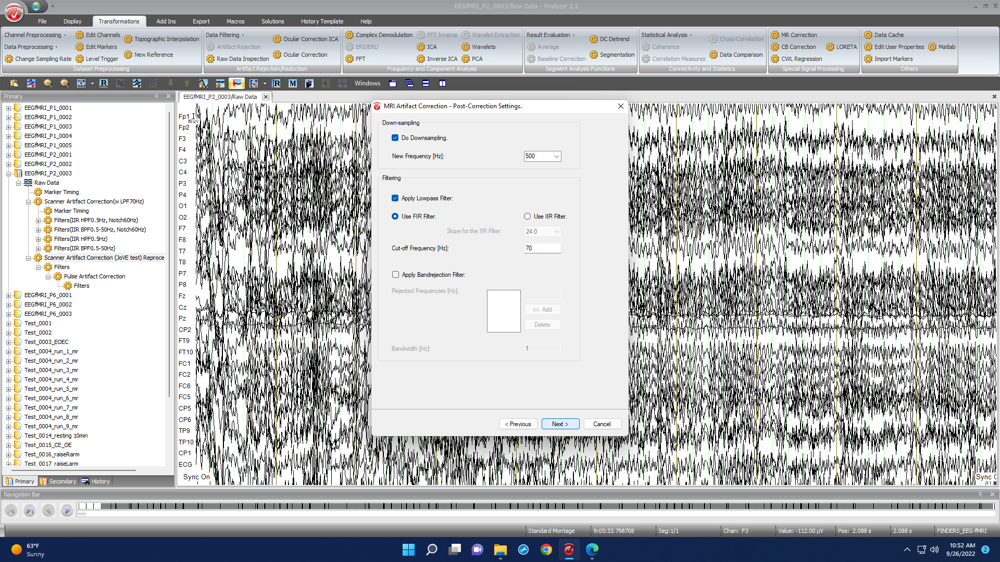 EEGfMRI_P2_0003/Raw Data - Analyzer 2.2
File Display Transformations Add Ins Export Macros Solutions History Template Help
Channel Preprocessing Edit Channels Topographic Interpolation
Data Preprocessing Edit Markers New Reference
Change Sampling Rate Level Trigger
Dataset Preprocessing
Data Filtering Ocular Correction ICA
Artifact Rejection Ocular Correction
Raw Data Inspection
Artifact Rejection/Reduction
Complex Demodulation FFT Inverse Wavelet Extraction
ERS/ERD ICA Wavelets
FFT Inverse ICA PCA
Frequency and Component Analysis
Result Evaluation DC Detrend
Average Segmentation
Baseline Correction
Segment Analysis Functions
Statistical Analysis Cross-Correlation
Coherence Data Comparison
Correlation Measures
Connectivity and Statistics
MR Correction
CB Correction LORETA
CWL Regression
Special Signal Processing
Data Cache
Edit User Properties Matlab
Import Markers
Others
R Sg R M Windows
Primary
EEGfMRI_P1_0001
EEGfMRI_P1_0002
EEGfMRI_P1_0003
EEGfMRI_P1_0004
EEGfMRI_P1_0005
EEGfMRI_P2_0001
EEGfMRI_P2_0002
EEGfMRI_P2_0003
Raw Data
Marker Timing
Scanner Artifact Correction(w LPF70Hz)
Marker Timing
Filters(IIR HPF0.5Hz, Notch60Hz)
Filters(IIR BPF0.5-50Hz, Notch60Hz)
Filters(IIR HPF0.5Hz)
Filters(IIR BPF0.5-50Hz)
Scanner Artifact Correction (JoVE test) Reproce
Filters
Pulse Artifact Correction
Filters
EEGfMRI_P6_0001
EEGfMRI_P6_0002
EEGfMRI_P6_0003
Test_0001
Test_0002
Test_0003_EOEC
Test_0004_run_1_mr
Test_0004_run_2_mr
Test_0004_run_3_mr
Test_0004_run_4_mr
Test_0004_run_5_mr
Test_0004_run_6_mr
Test_0004_run_7_mr
Test_0004_run_8_mr
Test_0004_run_9_mr
Test_0014_resting 10min
Test_0015_CE_OE
Test_0016_raiseRarm
Test_0017_raiseLarm
Primary Secondary History
EEGfMRI_P2_0003/Raw Data
Fp1
50 µV
Fp2
F3
F4
C3
C4
P3
P4
O1
O2
F7
F8
T7
T8
P7
P8
Fz
Cz
Pz
CP2
FT9
FT10
FC1
FC2
FC6
FC5
CP5
CP6
TP9
TP10
CP1
ECG
Sync On
Sync O
MRI Artifact Correction - Post-Correction Settings.
Down-sampling
Do Downsampling.
New Frequency [Hz]: 500
Filtering
Apply Lowpass Filter:
Use FIR Filter. Use IIR Filter.
Slope for the IIR Filter: 24.0
Cut-off Frequency [Hz]: 70
Apply Bandrejection Filter:
Rejected Frequencies [Hz]:
<< Add
Delete
Bandwidth [Hz]: 1
< Previous Next > Cancel
Navigation Bar
Standard Montage 9:05:33.798708 Seg:1/1 Chan: F3 Value: -112.00 µV Pos: 2.088 s 2.088 s FINDERS_EEG-fMRI
63°F
Sunny
10:52 AM
9/26/2022
2